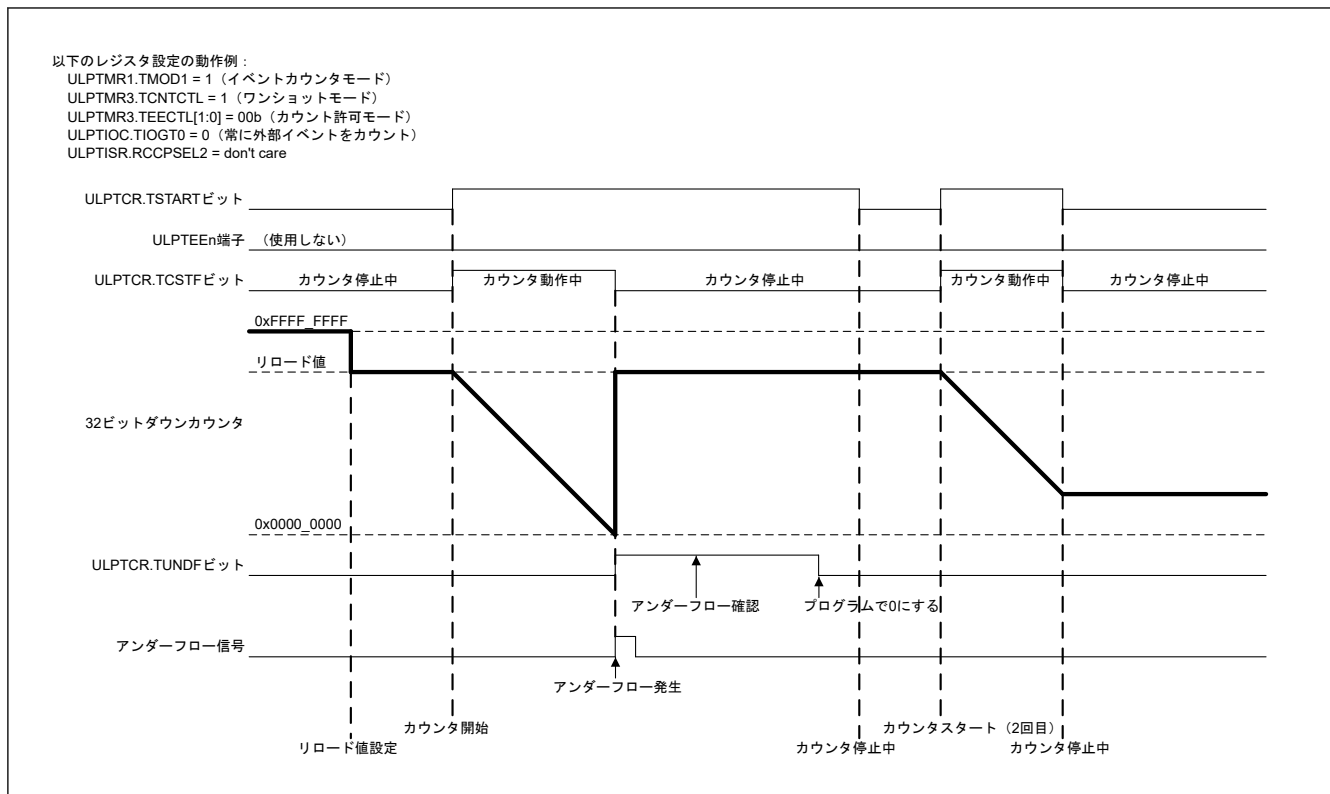 以下のレジスタ設定の動作例：
ULPTMR1.TMOD1 = 1（イベントカウンタモード）
ULPTMR3.TCNTCTL = 1（ワンショットモード）
ULPTMR3.TEECTL[1:0] = 00b（カウント許可モード）
ULPTIOC.TIOGT0 = 0（常に外部イベントをカウント）
ULPTISR.RCCPSEL2 = don't care
ULPTCR.TSTARTビット
ULPTEEn端子 （使用しない）
ULPTCR.TCSTFビット カウンタ停止中 カウンタ動作中 カウンタ停止中 カウンタ動作中 カウンタ停止中
0xFFFF_FFFF
リロード値
32ビットダウンカウンタ
0x0000_0000
ULPTCR.TUNDFビット
アンダーフロー確認 プログラムで0にする
アンダーフロー信号
アンダーフロー発生
カウンタ開始 カウンタスタート（2回目）
リロード値設定 カウンタ停止中 カウンタ停止中